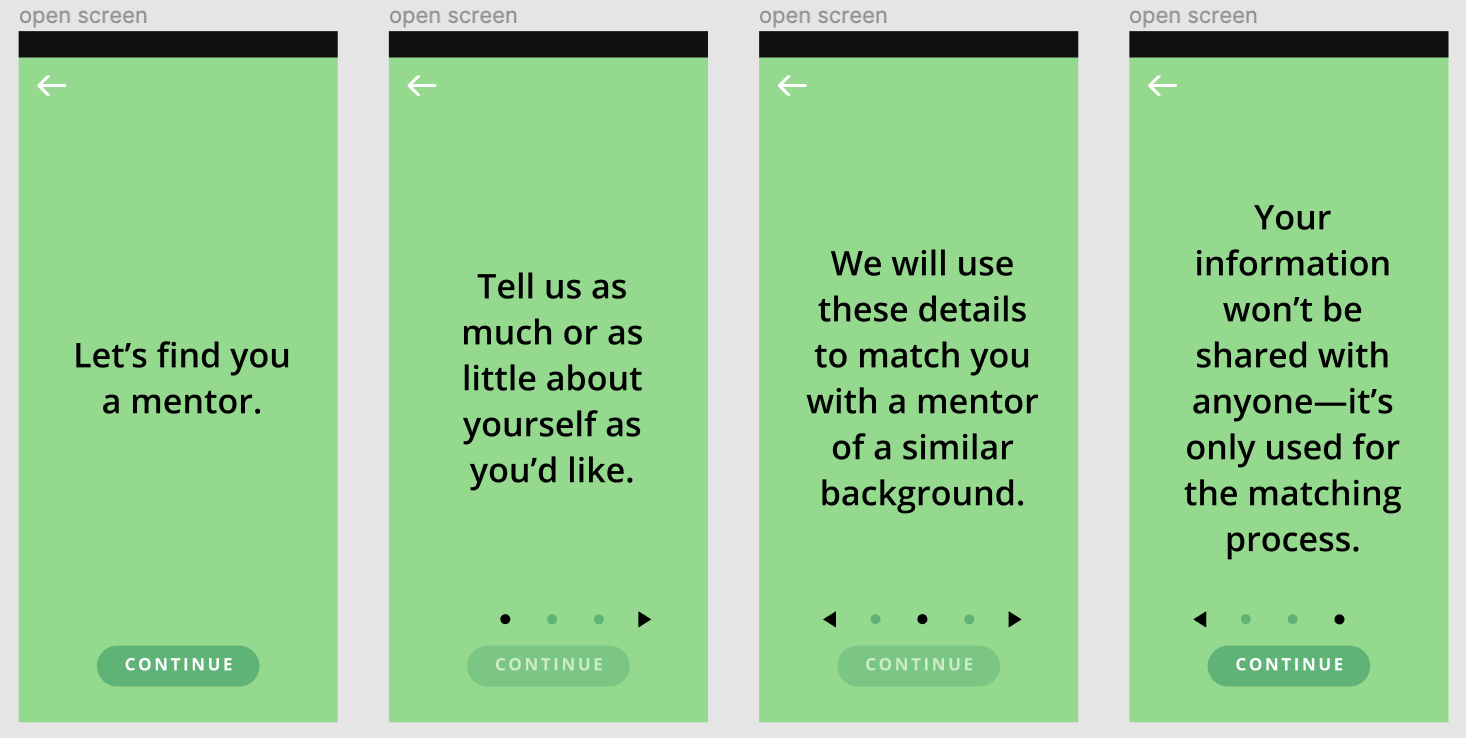 open screen
Let’s find you
a mentor.
CONTINUE
open screen
Tell us as
much or as
little about
yourself as
you’d like.
CONTINUE
open screen
We will use
these details
to match you
with a mentor
of a similar
background.
CONTINUE
open screen
Your
information
won’t be
shared with
anyone—it’s
only used for
the matching
process.
CONTINUE